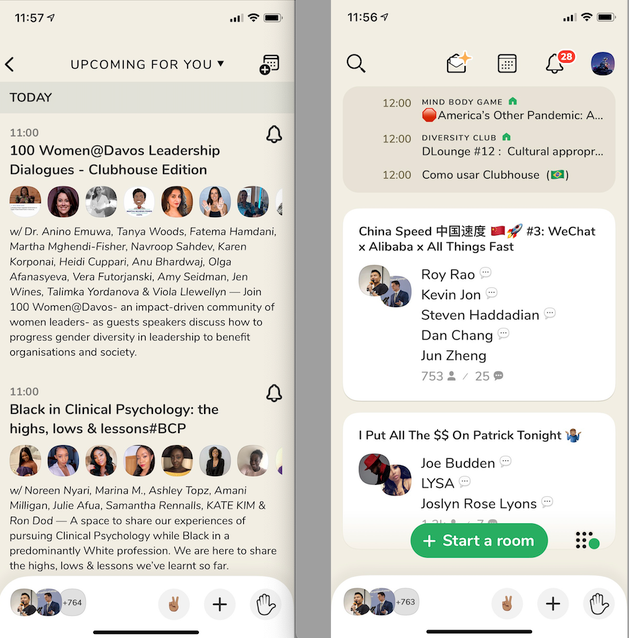 11:57
UPCOMING FOR YOU
TODAY
11:00
100 Women@Davos Leadership
Dialogues - Clubhouse Edition
w/ Dr. Anino Emuwa, Tanya Woods, Fatema Hamdani,
Martha Mghendi-Fisher, Navroop Sahdev, Karen
Korponai, Heidi Cuppari, Anu Bhardwaj, Olga
Afanasyeva, Vera Futorjanski, Amy Seidman, Jen
Wines, Talimka Yordanova & Viola Llewellyn — Join
100 Women@Davos- an impact-driven community of
women leaders- as guests speakers discuss how to
progress gender diversity in leadership to benefit
organisations and society.
11:00
Black in Clinical Psychology: the
highs, lows & lessons#BCP
w/ Noreen Nyari, Marina M., Ashley Topz, Amani
Milligan, Julie Afua, Samantha Rennalls, KATE KIM &
Ron Dod — A space to share our experiences of
pursuing Clinical Psychology while Black in a
predominantly White profession. We are here to share
the highs, lows & lessons we've learnt so far.
+764
11:56
28
12:00 MIND BODY GAME
🛑America's Other Pandemic: A...
12:00 DIVERSITY CLUB
DLounge #12 : Cultural appropr...
12:00 Como usar Clubhouse (🇧🇷)
China Speed 中国速度 🇨🇳🚀 #3: WeChat
x Alibaba x All Things Fast
Roy Rao
Kevin Jon
Steven Haddadian
Dan Chang
Jun Zheng
753 / 25
I Put All The $$ On Patrick Tonight 🤷🏽‍♂️
Joe Budden
LYSA
Joslyn Rose Lyons
+ Start a room
+763